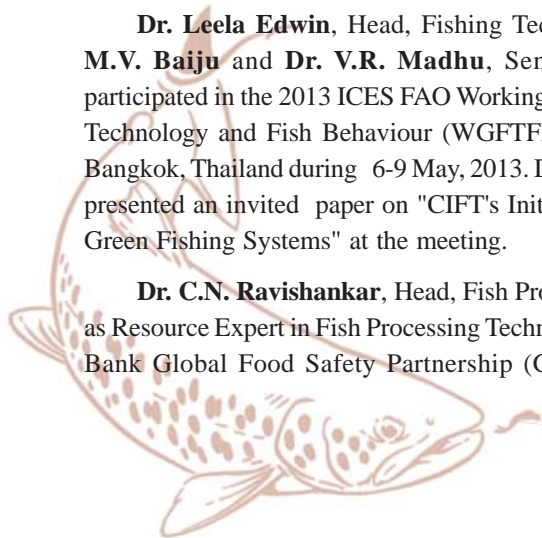 Dr. Leela Edwin, Head, Fishing Tec
M.V. Baiju and Dr. V.R. Madhu, Sen
participated in the 2013 ICES FAO Working
Technology and Fish Behaviour (WGFTF
Bangkok, Thailand during 6-9 May, 2013. D
presented an invited paper on "CIFT's Init
Green Fishing Systems" at the meeting.
Dr. C.N. Ravishankar, Head, Fish Pro
as Resource Expert in Fish Processing Techn
Bank Global Food Safety Partnership (G